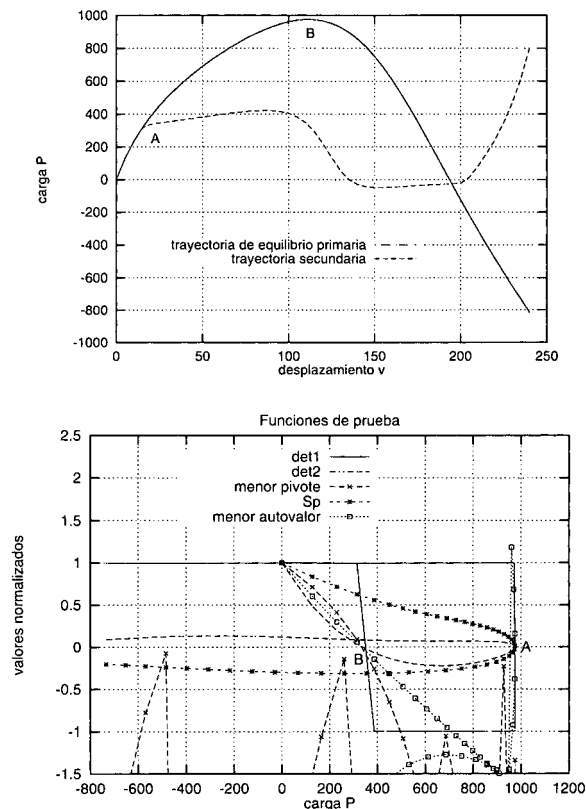 1000
800
600
400
200
0
-200
-400
-600
-800
-1000
carga P
A
B
trayectoria de equilibrio primaria
trayectoria secundaria
0
50
100
150
200
250
desplazamiento v
Funciones de prueba
2.5
2
1.5
1
0.5
0
-0.5
-1
-1.5
valores normalizados
det1
det2
menor pivote
Sp
menor autovalor
A
B
-800
-600
-400
-200
0
200
400
600
800
1000
1200
carga P